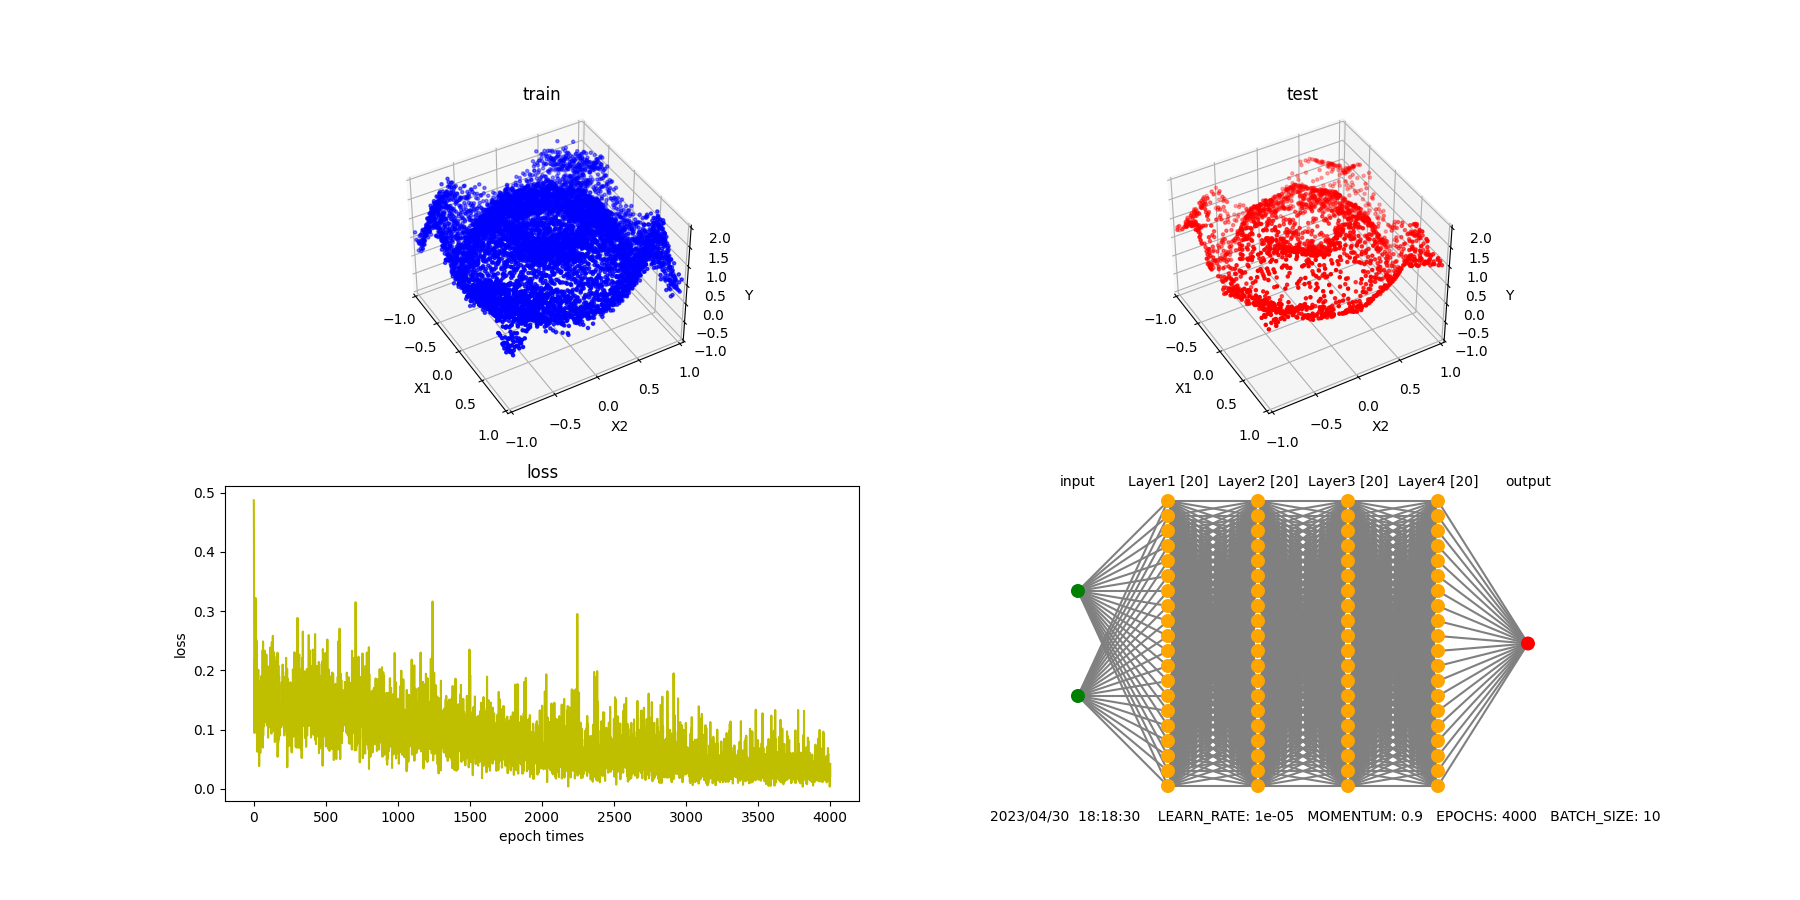 train
2.0
1.5
1.0
0.5
0.0
−0.5
−1.0
Y
−1.0
−0.5
0.0
0.5
1.0
X1
−1.0
−0.5
0.0
0.5
1.0
X2
test
2.0
1.5
1.0
0.5
0.0
−0.5
−1.0
Y
−1.0
−0.5
0.0
0.5
1.0
X1
−1.0
−0.5
0.0
0.5
1.0
X2
loss
0.5
0.4
0.3
0.2
0.1
0.0
loss
0 500 1000 1500 2000 2500 3000 3500 4000
epoch times
input Layer1 [20] Layer2 [20] Layer3 [20] Layer4 [20] output
2023/04/30 18:18:30 LEARN_RATE: 1e-05 MOMENTUM: 0.9 EPOCHS: 4000 BATCH_SIZE: 10